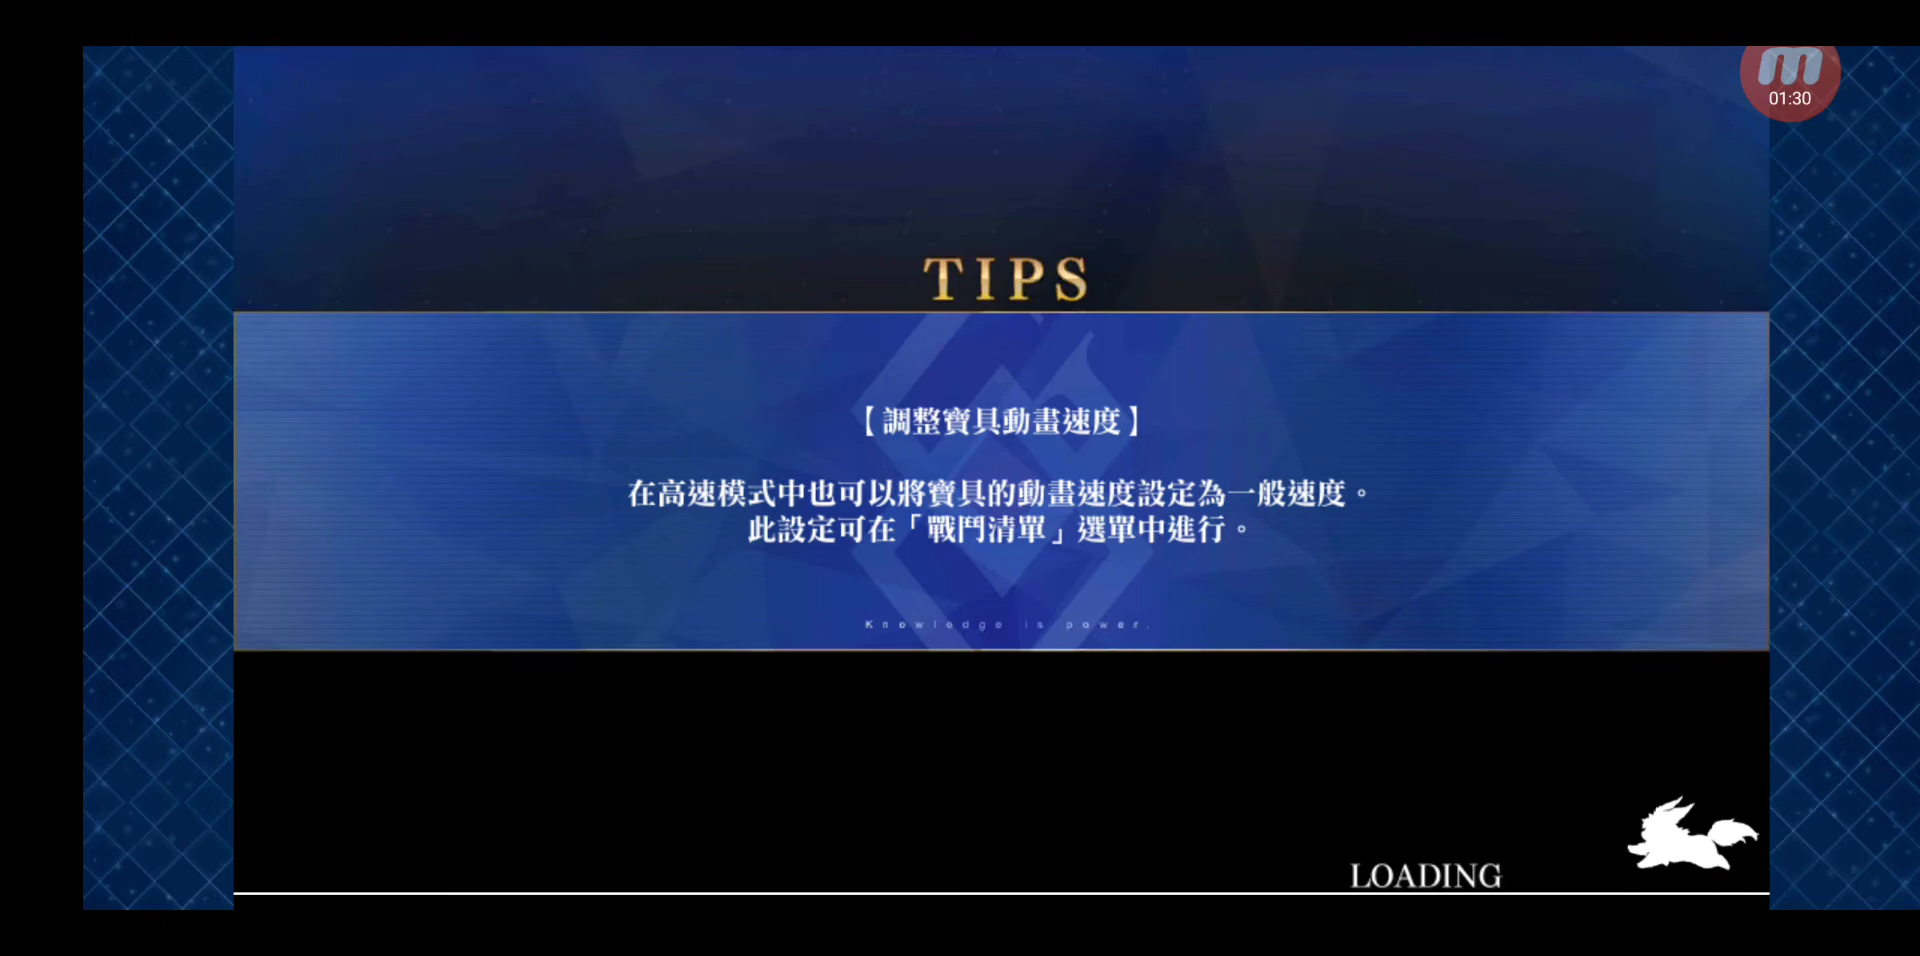 m
01:30
TIPS
【調整寶具動畫速度】
在高速模式中也可以將寶具的動畫速度設定為一般速度。
此設定可在「戰鬥清單」選單中進行。
Knowledge is power.
LOADING